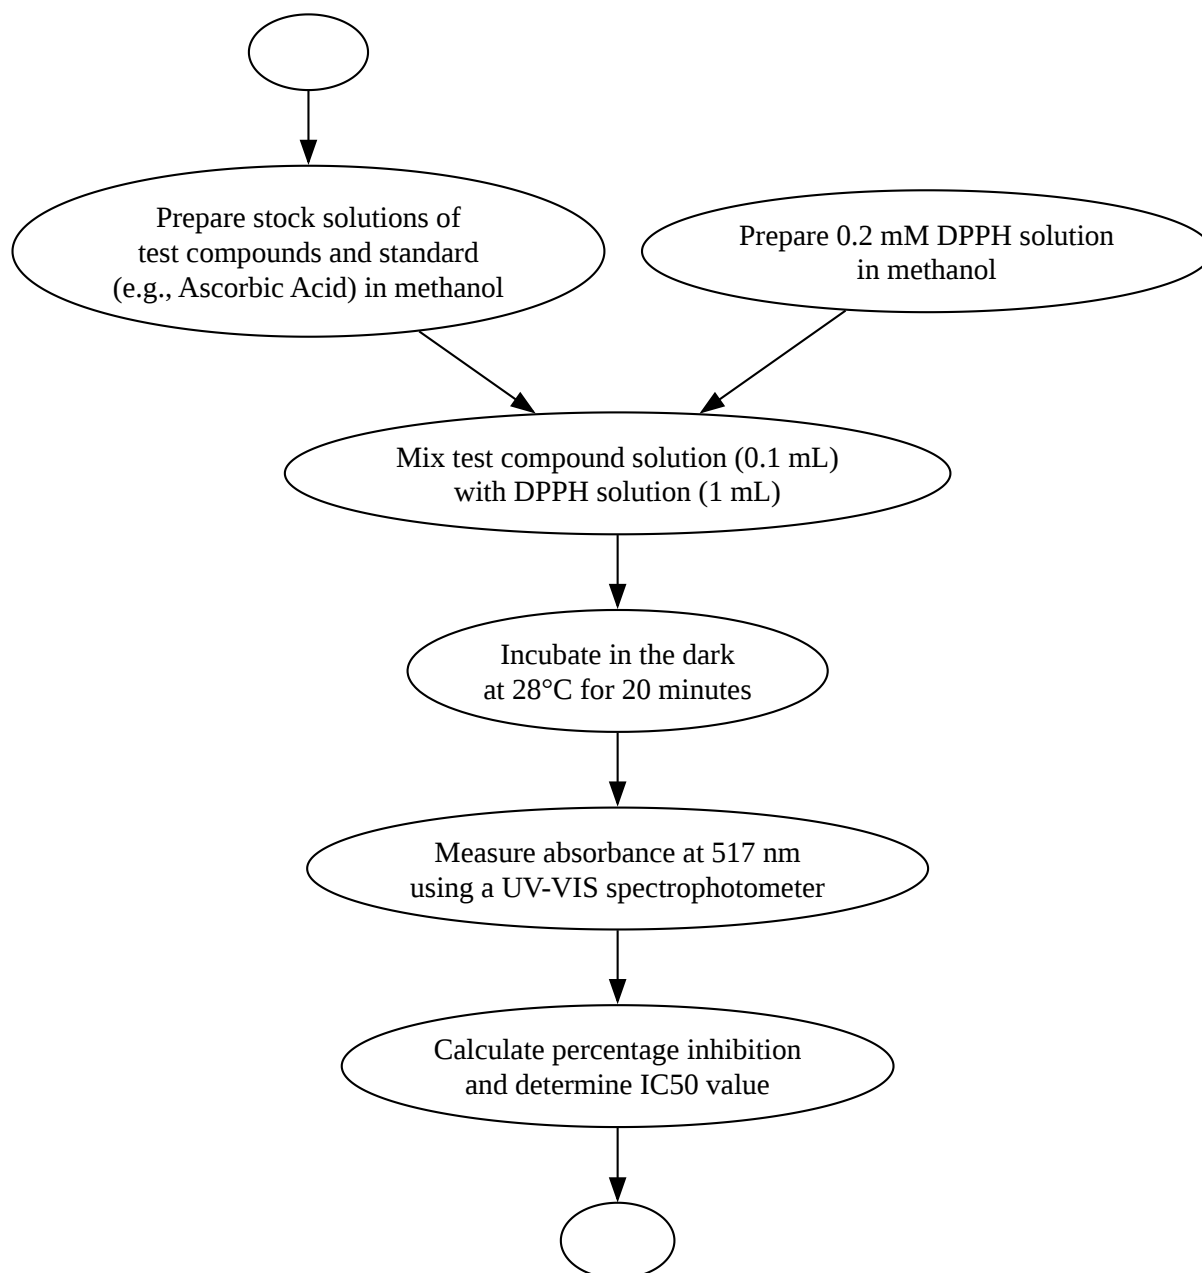 Prepare stock solutions of
test compounds and standard
(e.g., Ascorbic Acid) in methanol
Prepare 0.2 mM DPPH solution
in methanol
Mix test compound solution (0.1 mL)
with DPPH solution (1 mL)
Incubate in the dark
at 28°C for 20 minutes
Measure absorbance at 517 nm
using a UV-VIS spectrophotometer
Calculate percentage inhibition
and determine IC50 value